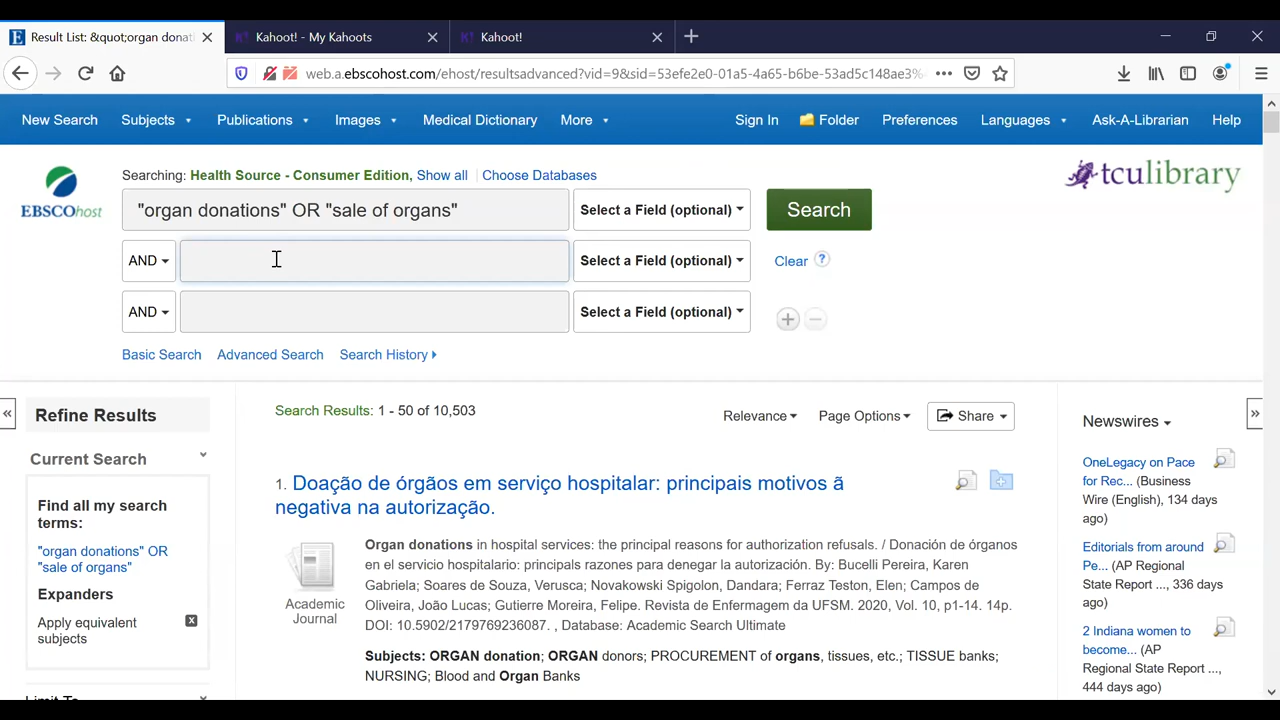 Result List: &quot;organ donati
Kahoot! - My Kahoots
Kahoot!
web.a.ebscohost.com/ehost/resultsadvanced?vid=9&sid=53efe2e0-01a5-4a65-b6be-53ad5c148ae3%
New Search Subjects Publications Images Medical Dictionary More Sign In Folder Preferences Languages Ask-A-Librarian Help
Searching: Health Source - Consumer Edition, Show all Choose Databases
EBSCOhost
tculibrary
"organ donations" OR "sale of organs" Select a Field (optional) Search
AND Select a Field (optional) Clear ?
AND Select a Field (optional)
Basic Search Advanced Search Search History
Refine Results
Current Search
Find all my search
terms:
"organ donations" OR
"sale of organs"
Expanders
Apply equivalent
subjects
Limit To
Search Results: 1 - 50 of 10,503
Relevance Page Options Share
1. Doação de órgãos em serviço hospitalar: principais motivos ã
negativa na autorização.
Academic
Journal
Organ donations in hospital services: the principal reasons for authorization refusals. / Donación de órganos
en el servicio hospitalario: principales razones para denegar la autorización. By: Bucelli Pereira, Karen
Gabriela; Soares de Souza, Verusca; Novakowski Spigolon, Dandara; Ferraz Teston, Elen; Campos de
Oliveira, João Lucas; Gutierre Moreira, Felipe. Revista de Enfermagem da UFSM. 2020, Vol. 10, p1-14. 14p.
DOI: 10.5902/2179769236087. , Database: Academic Search Ultimate
Subjects: ORGAN donation; ORGAN donors; PROCUREMENT of organs, tissues, etc.; TISSUE banks;
NURSING; Blood and Organ Banks
Newswires
OneLegacy on Pace
for Rec... (Business
Wire (English), 134 days
ago)
Editorials from around
Pe... (AP Regional
State Report ..., 336 days
ago)
2 Indiana women to
become... (AP
Regional State Report ...,
444 days ago)